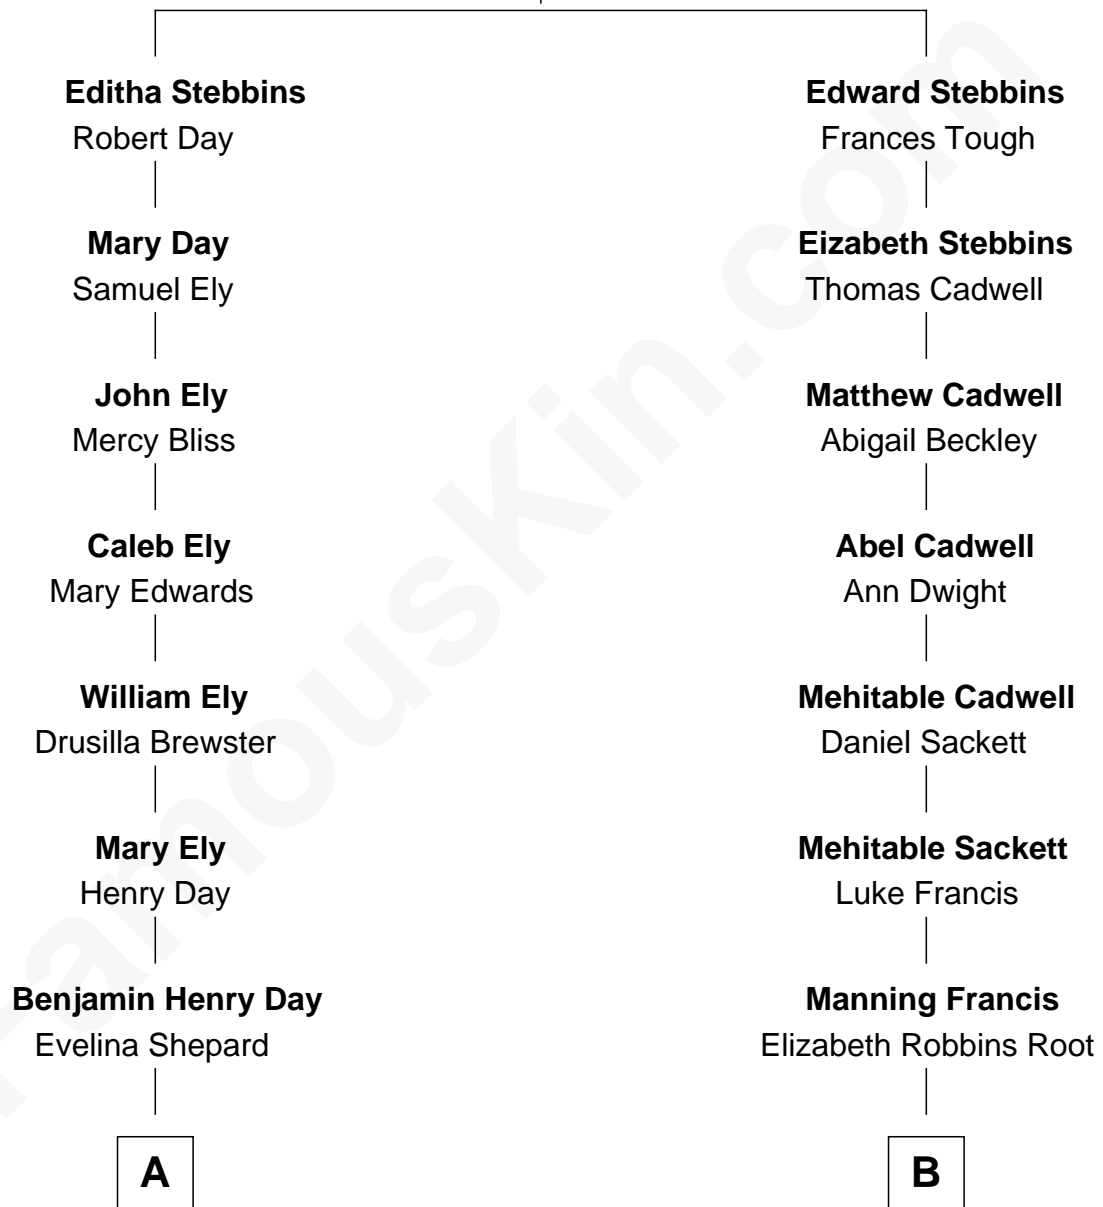 Editha Stebbins
Robert Day
Mary Day
Samuel Ely
John Ely
Mercy Bliss
Caleb Ely
Mary Edwards
William Ely
Drusilla Brewster
Mary Ely
Henry Day
Benjamin Henry Day
Evelina Shepard
A
Edward Stebbins
Frances Tough
Eizabeth Stebbins
Thomas Cadwell
Matthew Cadwell
Abigail Beckley
Abel Cadwell
Ann Dwight
Mehitable Cadwell
Daniel Sackett
Mehitable Sackett
Luke Francis
Manning Francis
Elizabeth Robbins Root
B
FamousKin.com